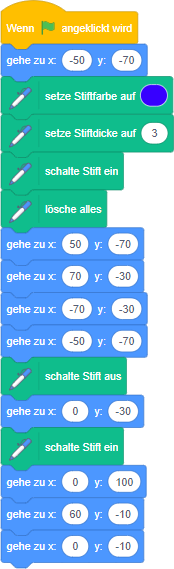 Wenn angeklickt wird
gehe zu x: -50 y: -70
setze Stiftfarbe auf
setze Stiftdicke auf 3
schalte Stift ein
lösche alles
gehe zu x: 50 y: -70
gehe zu x: 70 y: -30
gehe zu x: -70 y: -30
gehe zu x: -50 y: -70
schalte Stift aus
gehe zu x: 0 y: -30
schalte Stift ein
gehe zu x: 0 y: 100
gehe zu x: 60 y: -10
gehe zu x: 0 y: -10